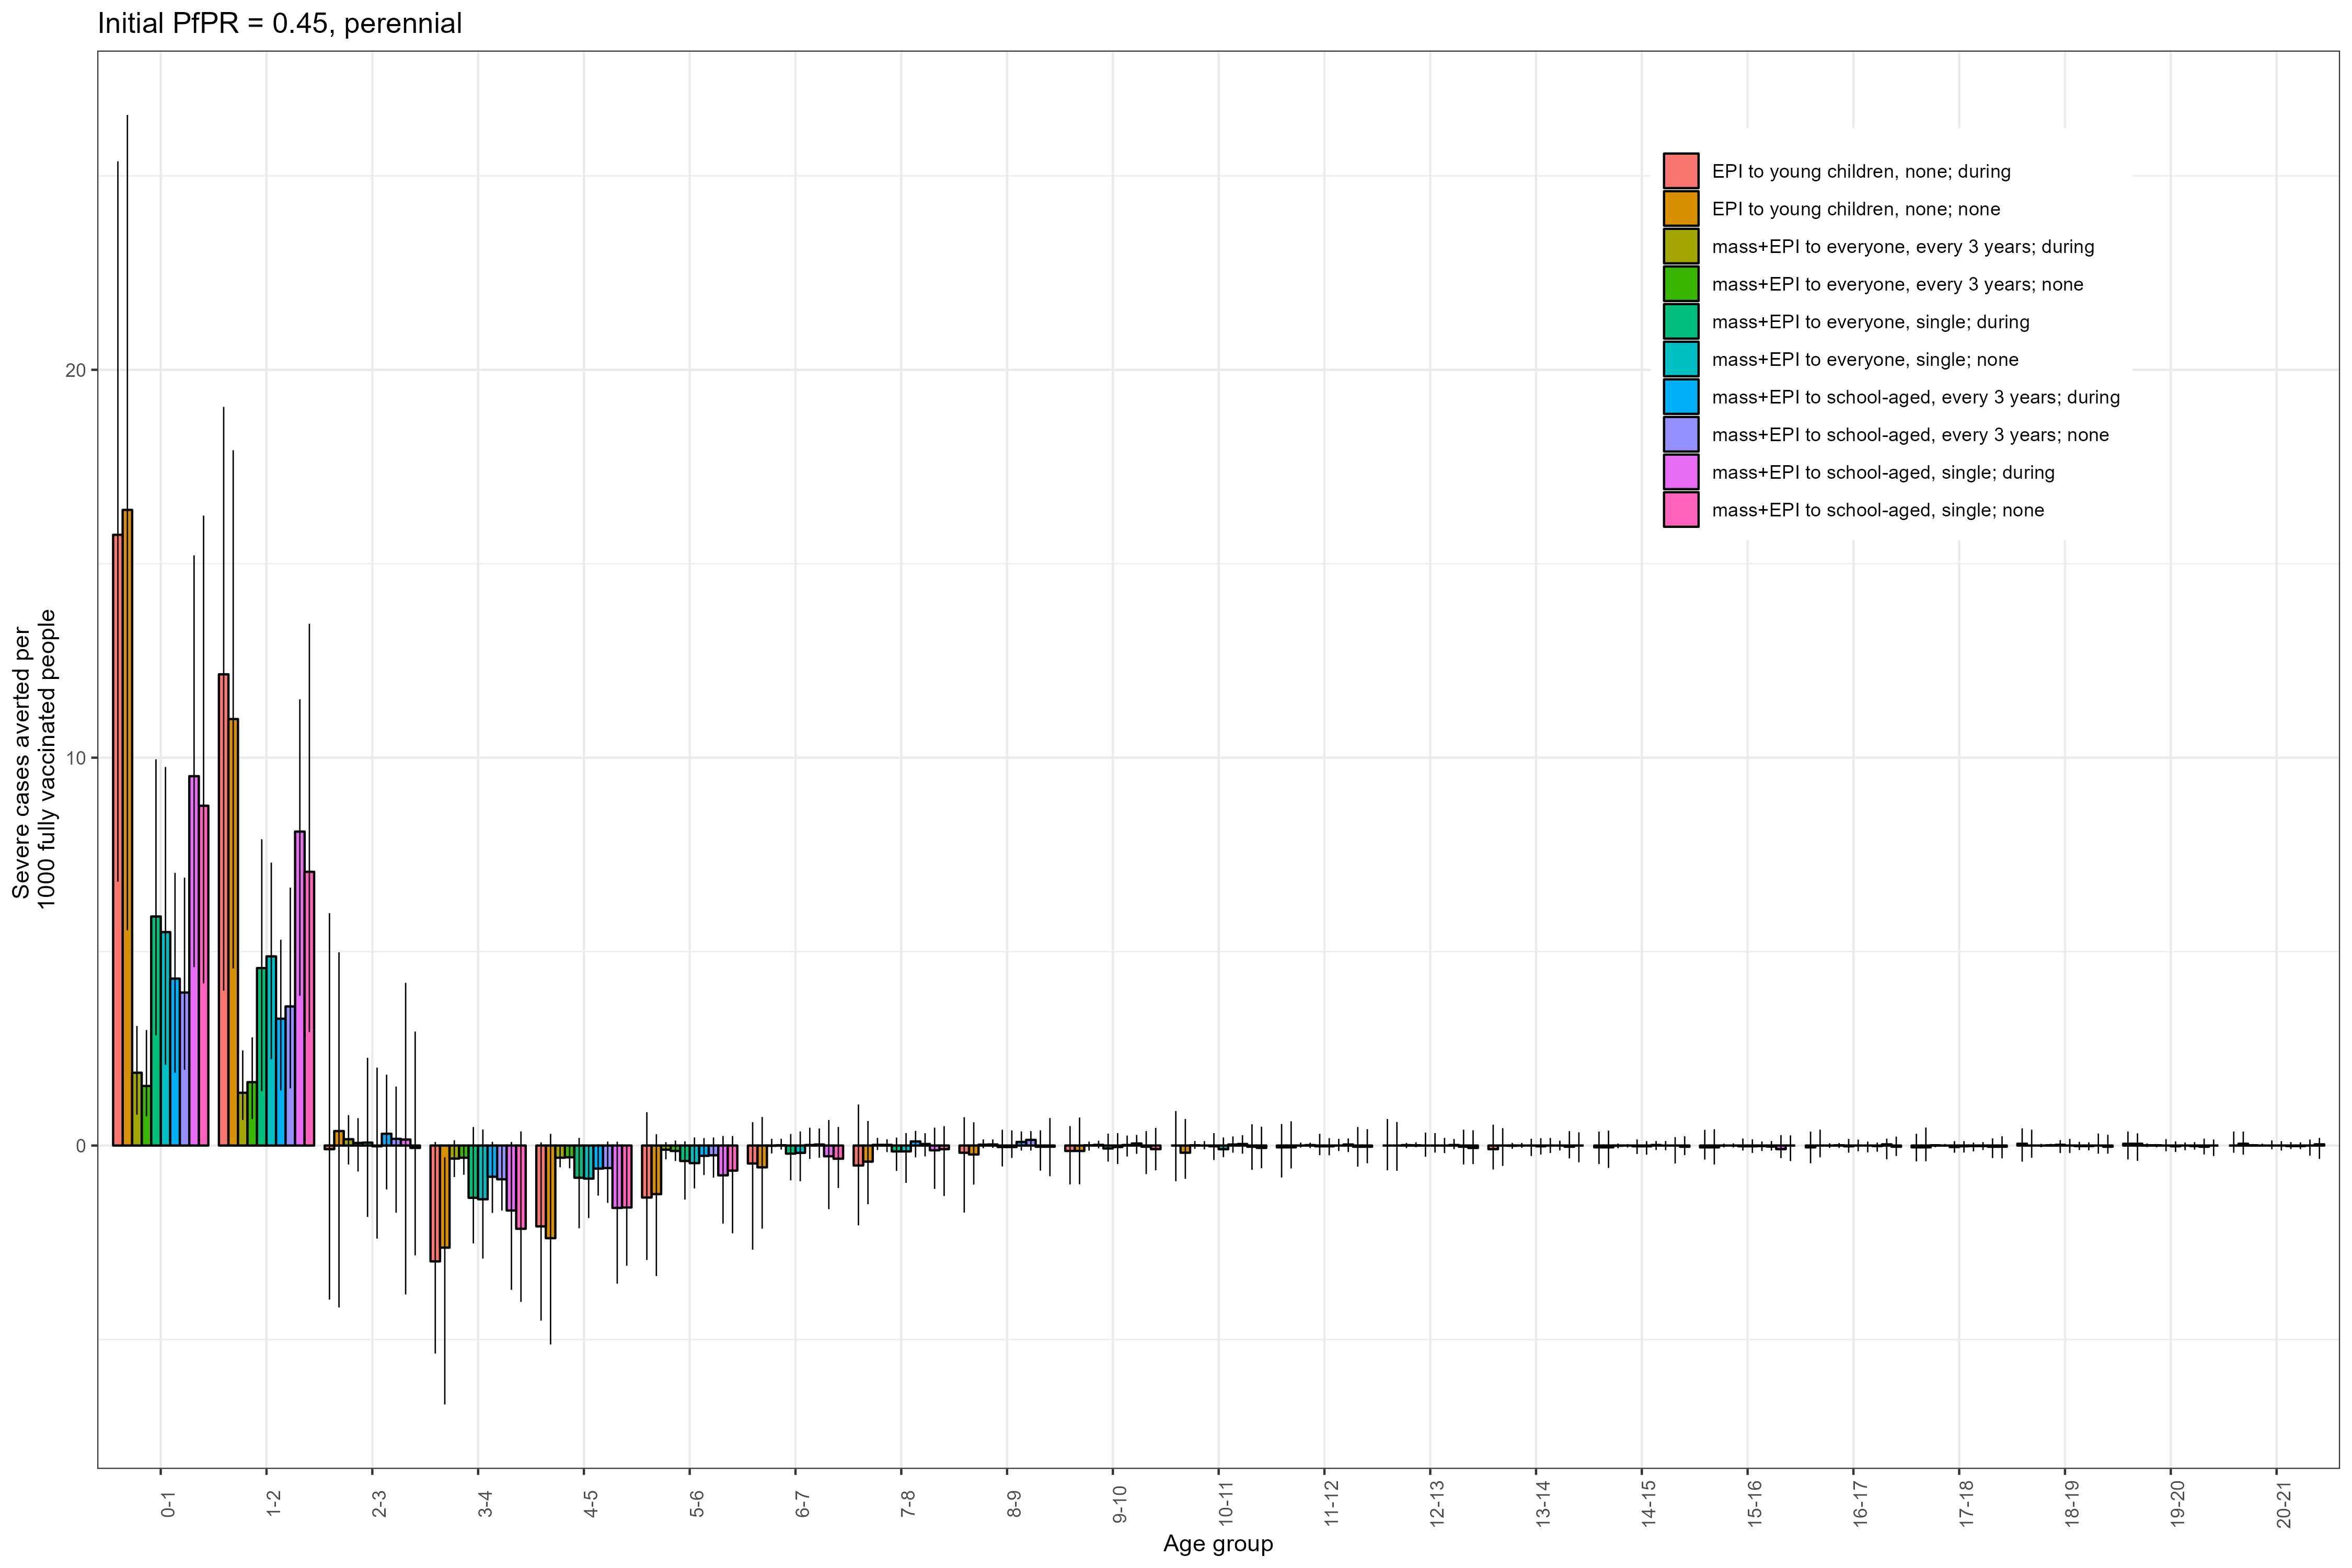 Initial PfPR = 0.45, perennial
Severe cases averted per
1000 fully vaccinated people
20
10
0
EPI to young children, none; during
EPI to young children, none; none
mass+EPI to everyone, every 3 years; during
mass+EPI to everyone, every 3 years; none
mass+EPI to everyone, single; during
mass+EPI to everyone, single; none
mass+EPI to school-aged, every 3 years; during
mass+EPI to school-aged, every 3 years; none
mass+EPI to school-aged, single; during
mass+EPI to school-aged, single; none
0-1
1-2
2-3
3-4
4-5
5-6
6-7
7-8
8-9
9-10
10-11
11-12
12-13
13-14
14-15
15-16
16-17
17-18
18-19
19-20
20-21
Age group